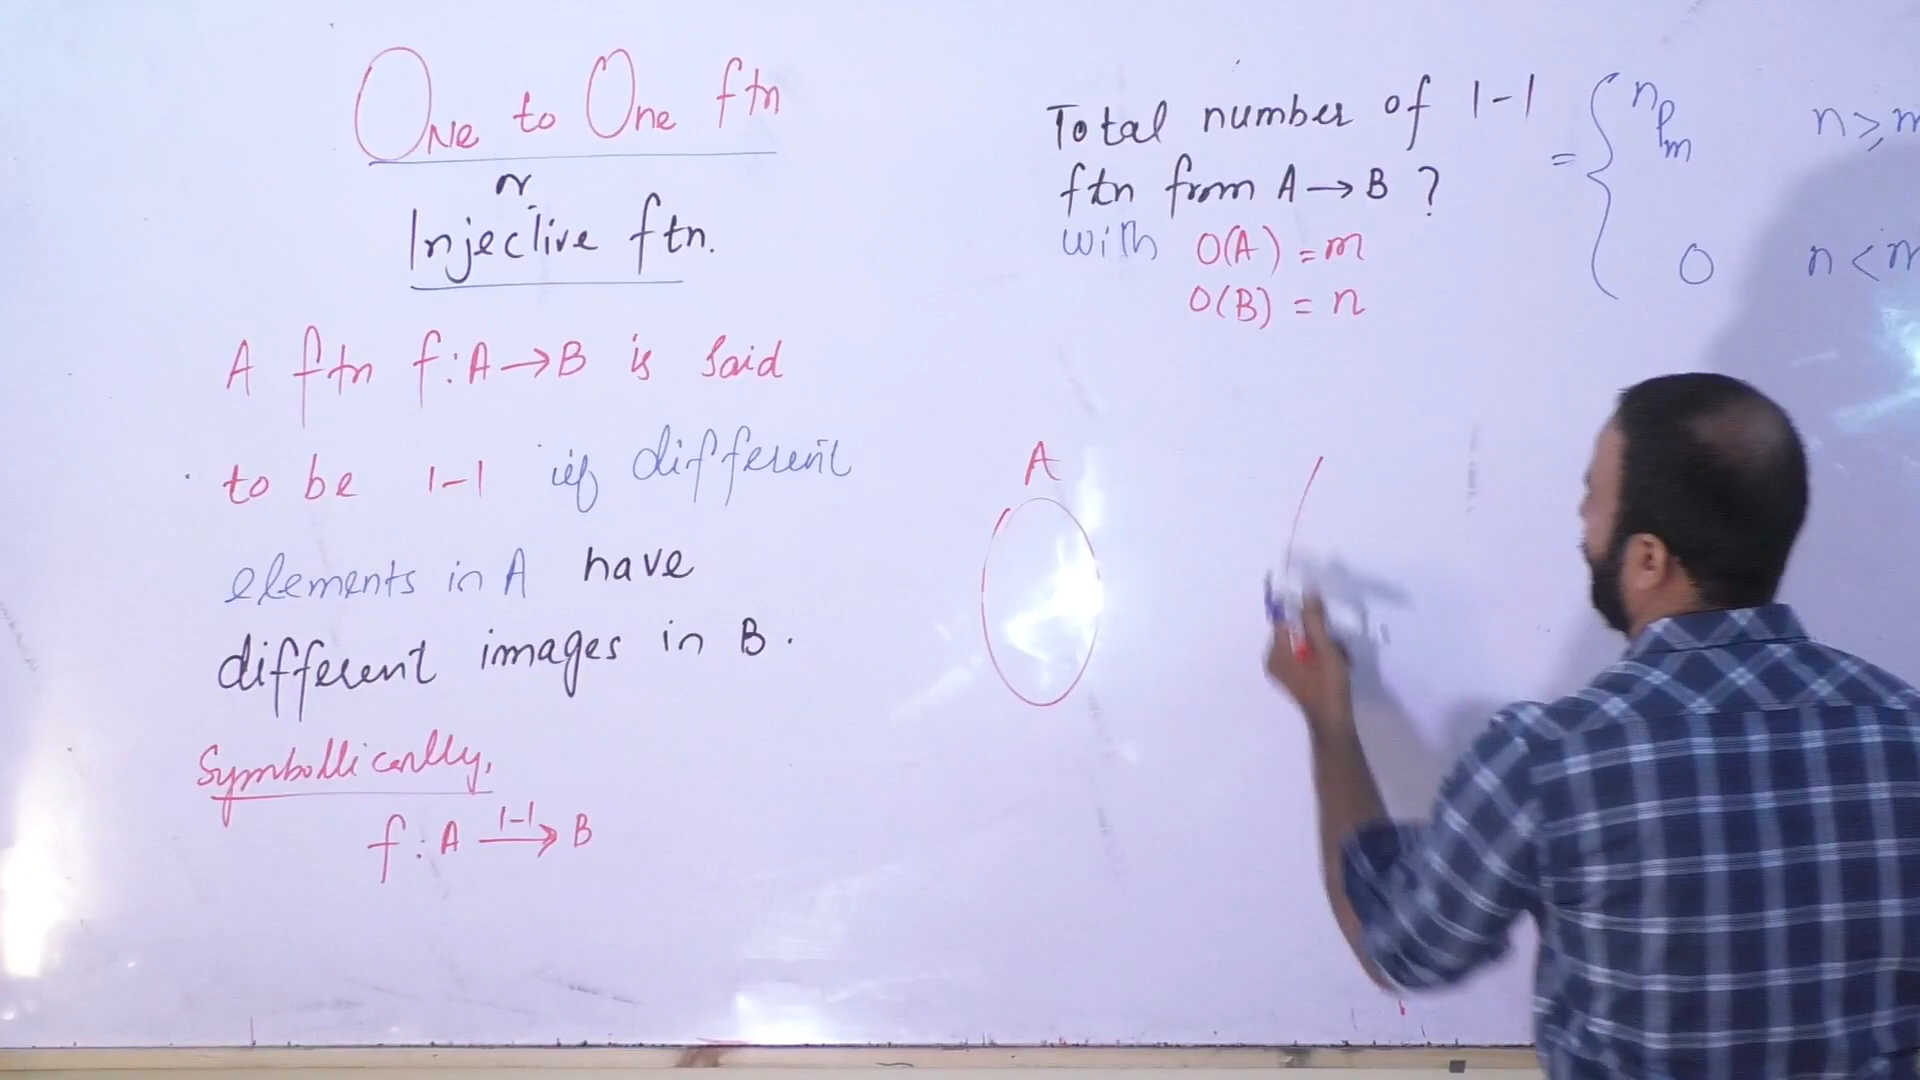 One to One ftn
or
Injective ftn.
A ftn f : A → B is said
to be 1-1 if different
elements in A have
different images in B.
Symbollically,
f : A 1-1→ B
Total number of 1-1
ftn from A → B ?
with O(A) = m
O(B) = n
= { nPm n ≥ m
0 n < m
A